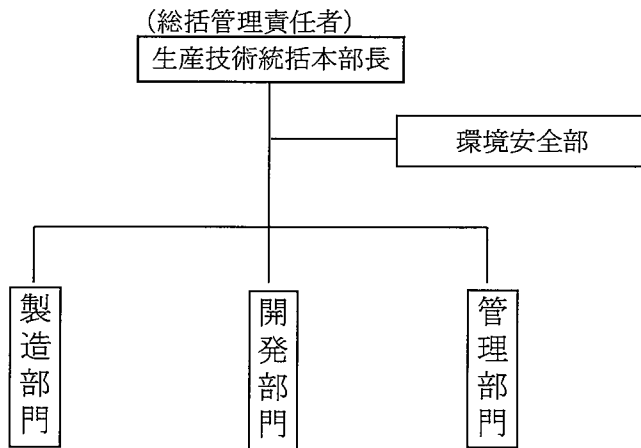 (総括管理責任者)
生産技術統括本部長
環境安全部
製造部門
開発部門
管理部門